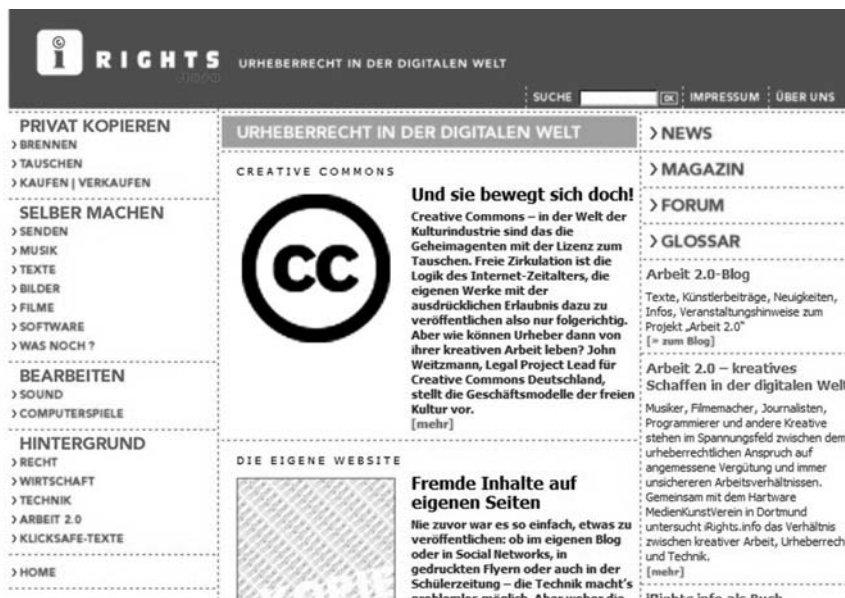 i RIGHTS
URHEBERRECHT IN DER DIGITALEN WELT
SUCHE OK IMPRESSUM ÜBER UNS
PRIVAT KOPIEREN
> BRENNEN
> TAUSCHEN
> KAUFEN | VERKAUFEN
SELBER MACHEN
> SENDEN
> MUSIK
> TEXTE
> BILDER
> FILME
> SOFTWARE
> WAS NOCH ?
BEARBEITEN
> SOUND
> COMPUTERSPIELE
HINTERGRUND
> RECHT
> WIRTSCHAFT
> TECHNIK
> ARBEIT 2.0
> KLICKSAFE-TEXTE
> HOME
URHEBERRECHT IN DER DIGITALEN WELT
CREATIVE COMMONS
CC
Und sie bewegt sich doch!
Creative Commons – in der Welt der
Kulturindustrie sind das die
Geheimagenten mit der Lizenz zum
Tauschen. Freie Zirkulation ist die
Logik des Internet-Zeitalters, die
eigenen Werke mit der
ausdrücklichen Erlaubnis dazu zu
veröffentlichen also nur folgerichtig.
Aber wie können Urheber dann von
ihrer kreativen Arbeit leben? John
Weitzmann, Legal Project Lead für
Creative Commons Deutschland,
stellt die Geschäftsmodelle der freien
Kultur vor.
[mehr]
DIE EIGENE WEBSITE
KOPIE
Fremde Inhalte auf
eigenen Seiten
Nie zuvor war es so einfach, etwas zu
veröffentlichen: ob im eigenen Blog
oder in Social Networks, in
gedruckten Flyern oder auch in der
Schülerzeitung – die Technik macht's
problemlos möglich. Aber wobei die
> NEWS
> MAGAZIN
> FORUM
> GLOSSAR
Arbeit 2.0-Blog
Texte, Künstlerbeiträge, Neuigkeiten,
Infos, Veranstaltungshinweise zum
Projekt „Arbeit 2.0"
[= zum Blog]
Arbeit 2.0 – kreatives
Schaffen in der digitalen Welt
Musiker, Filmemacher, Journalisten,
Programmierer und andere Kreative
stehen im Spannungsfeld zwischen dem
urheberrechtlichen Anspruch auf
angemessene Vergütung und immer
unsichereren Arbeitsverhältnissen.
Gemeinsam mit dem Hartware
MedienKunstVerein in Dortmund
untersucht iRights.info das Verhältnis
zwischen kreativer Arbeit, Urheberrech
und Technik.
[mehr]
iRights.info als Buch